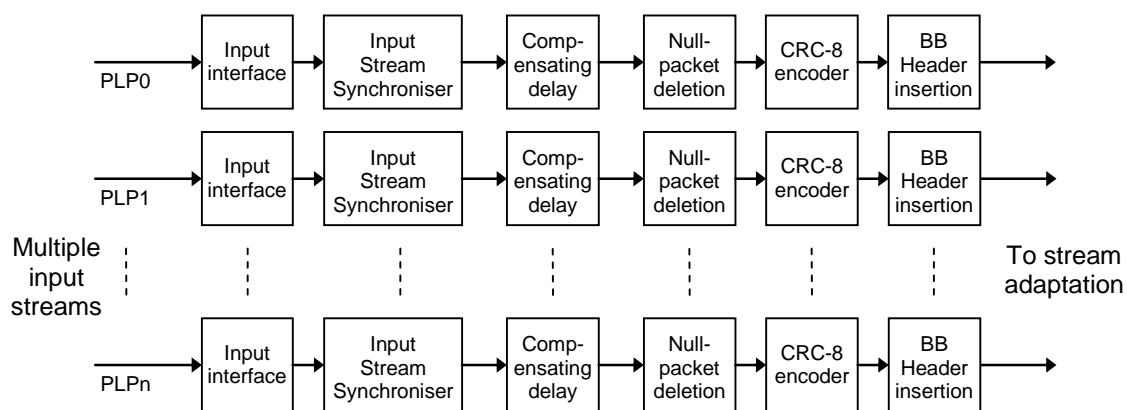 PLP0
Input
interface
Input
Stream
Synchroniser
Comp-
ensating
delay
Null-
packet
deletion
CRC-8
encoder
BB
Header
insertion
PLP1
Input
interface
Input
Stream
Synchroniser
Comp-
ensating
delay
Null-
packet
deletion
CRC-8
encoder
BB
Header
insertion
Multiple
input
streams
To stream
adaptation
PLPn
Input
interface
Input
Stream
Synchroniser
Comp-
ensating
delay
Null-
packet
deletion
CRC-8
encoder
BB
Header
insertion